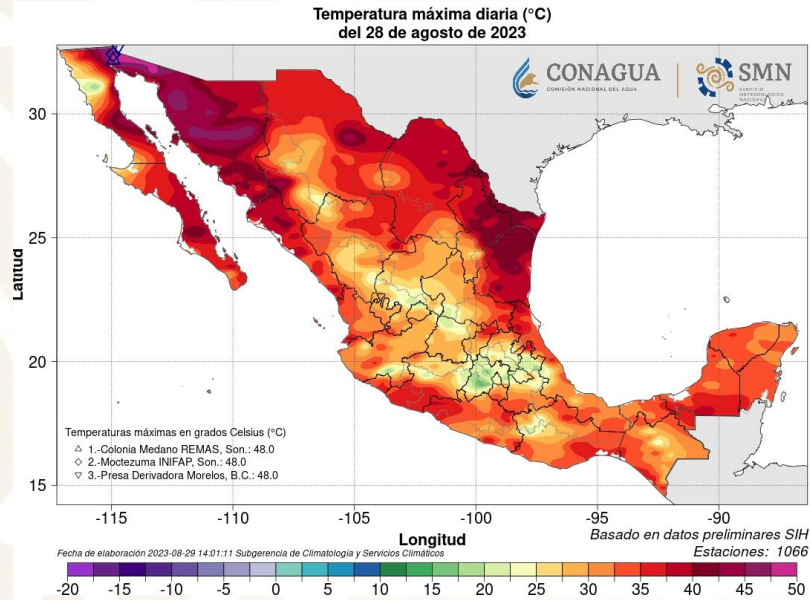 Temperatura máxima diaria (°C)
del 28 de agosto de 2023
CONAGUA
COMISIÓN NACIONAL DEL AGUA
SMN
SERVICIO
METEOROLÓGICO
NACIONAL
30
25
20
15
Latitud
Temperaturas máximas en grados Celsius (°C)
△ 1.-Colonia Medano REMAS, Son.: 48.0
◇ 2.-Moctezuma INIFAP, Son.: 48.0
▽ 3.-Presa Derivadora Morelos, B.C.: 48.0
-115 -110 -105 -100 -95 -90
Longitud
Basado en datos preliminares SIH
Fecha de elaboración 2023-08-29 14:01:11 Subgerencia de Climatología y Servicios Climáticos
Estaciones: 1066
-20 -15 -10 -5 0 5 10 15 20 25 30 35 40 45 50